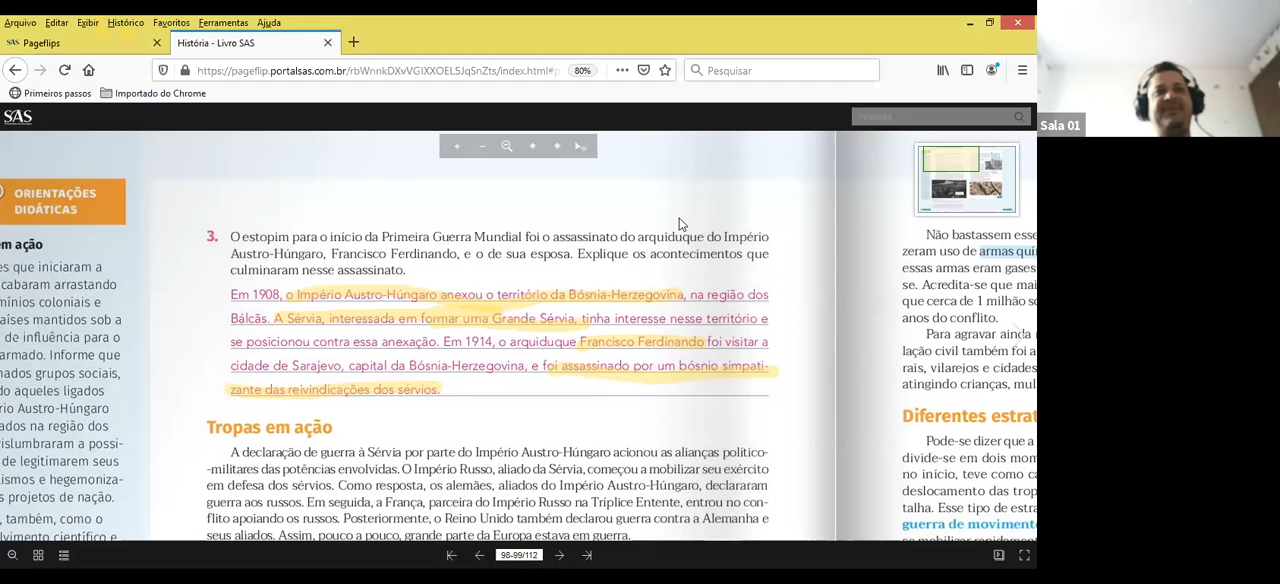 Arquivo Editar Exibir Histórico Favoritos Ferramentas Ajuda
SAS Pageflips
História - Livro SAS
https://pageflip.portalsas.com.br/rbWnnkDXvVGIXXOEL5JqSnZts/index.html#p
80%
Pesquisar
Primeiros passos
Importado do Chrome
SAS
Pesquisa
Sala 01
ORIENTAÇÕES
DIDÁTICAS
em ação
es que iniciaram a
cabaram arrastando
mínios coloniais e
aíses mantidos sob a
de influência para o
armado. Informe que
mados grupos sociais,
do aqueles ligados
rio Austro-Húngaro
ados na região dos
vislumbraram a possi-
de legitimarem seus
lismos e hegemoniza-
s projetos de nação.
, também, como o
lvimento científico e
3. O estopim para o início da Primeira Guerra Mundial foi o assassinato do arquiduque do Império
Austro-Húngaro, Francisco Ferdinando, e o de sua esposa. Explique os acontecimentos que
culminaram nesse assassinato.
Em 1908, o Império Austro-Húngaro anexou o território da Bósnia-Herzegovina, na região dos
Bálcãs. A Sérvia, interessada em formar uma Grande Sérvia, tinha interesse nesse território e
se posicionou contra essa anexação. Em 1914, o arquiduque Francisco Ferdinando foi visitar a
cidade de Sarajevo, capital da Bósnia-Herzegovina, e foi assassinado por um bósnio simpati-
zante das reivindicações dos sérvios.
Tropas em ação
A declaração de guerra à Sérvia por parte do Império Austro-Húngaro acionou as alianças político-
-militares das potências envolvidas. O Império Russo, aliado da Sérvia, começou a mobilizar seu exército
em defesa dos sérvios. Como resposta, os alemães, aliados do Império Austro-Húngaro, declararam
guerra aos russos. Em seguida, a França, parceira do Império Russo na Tríplice Entente, entrou no con-
flito apoiando os russos. Posteriormente, o Reino Unido também declarou guerra contra a Alemanha e
seus aliados. Assim, pouco a pouco, grande parte da Europa estava em guerra.
Não bastassem esse
zeram uso de armas quí
essas armas eram gases
se. Acredita-se que mai
que cerca de 1 milhão s
anos do conflito.
Para agravar ainda
lação civil também foi a
rais, vilarejos e cidades
atingindo crianças, mul
Diferentes estrat
Pode-se dizer que a
divide-se em dois mom
no início, teve como ca
deslocamento das trop
talha. Esse tipo de estra
guerra de movimento
se mobilizar rapidament
98-99/112